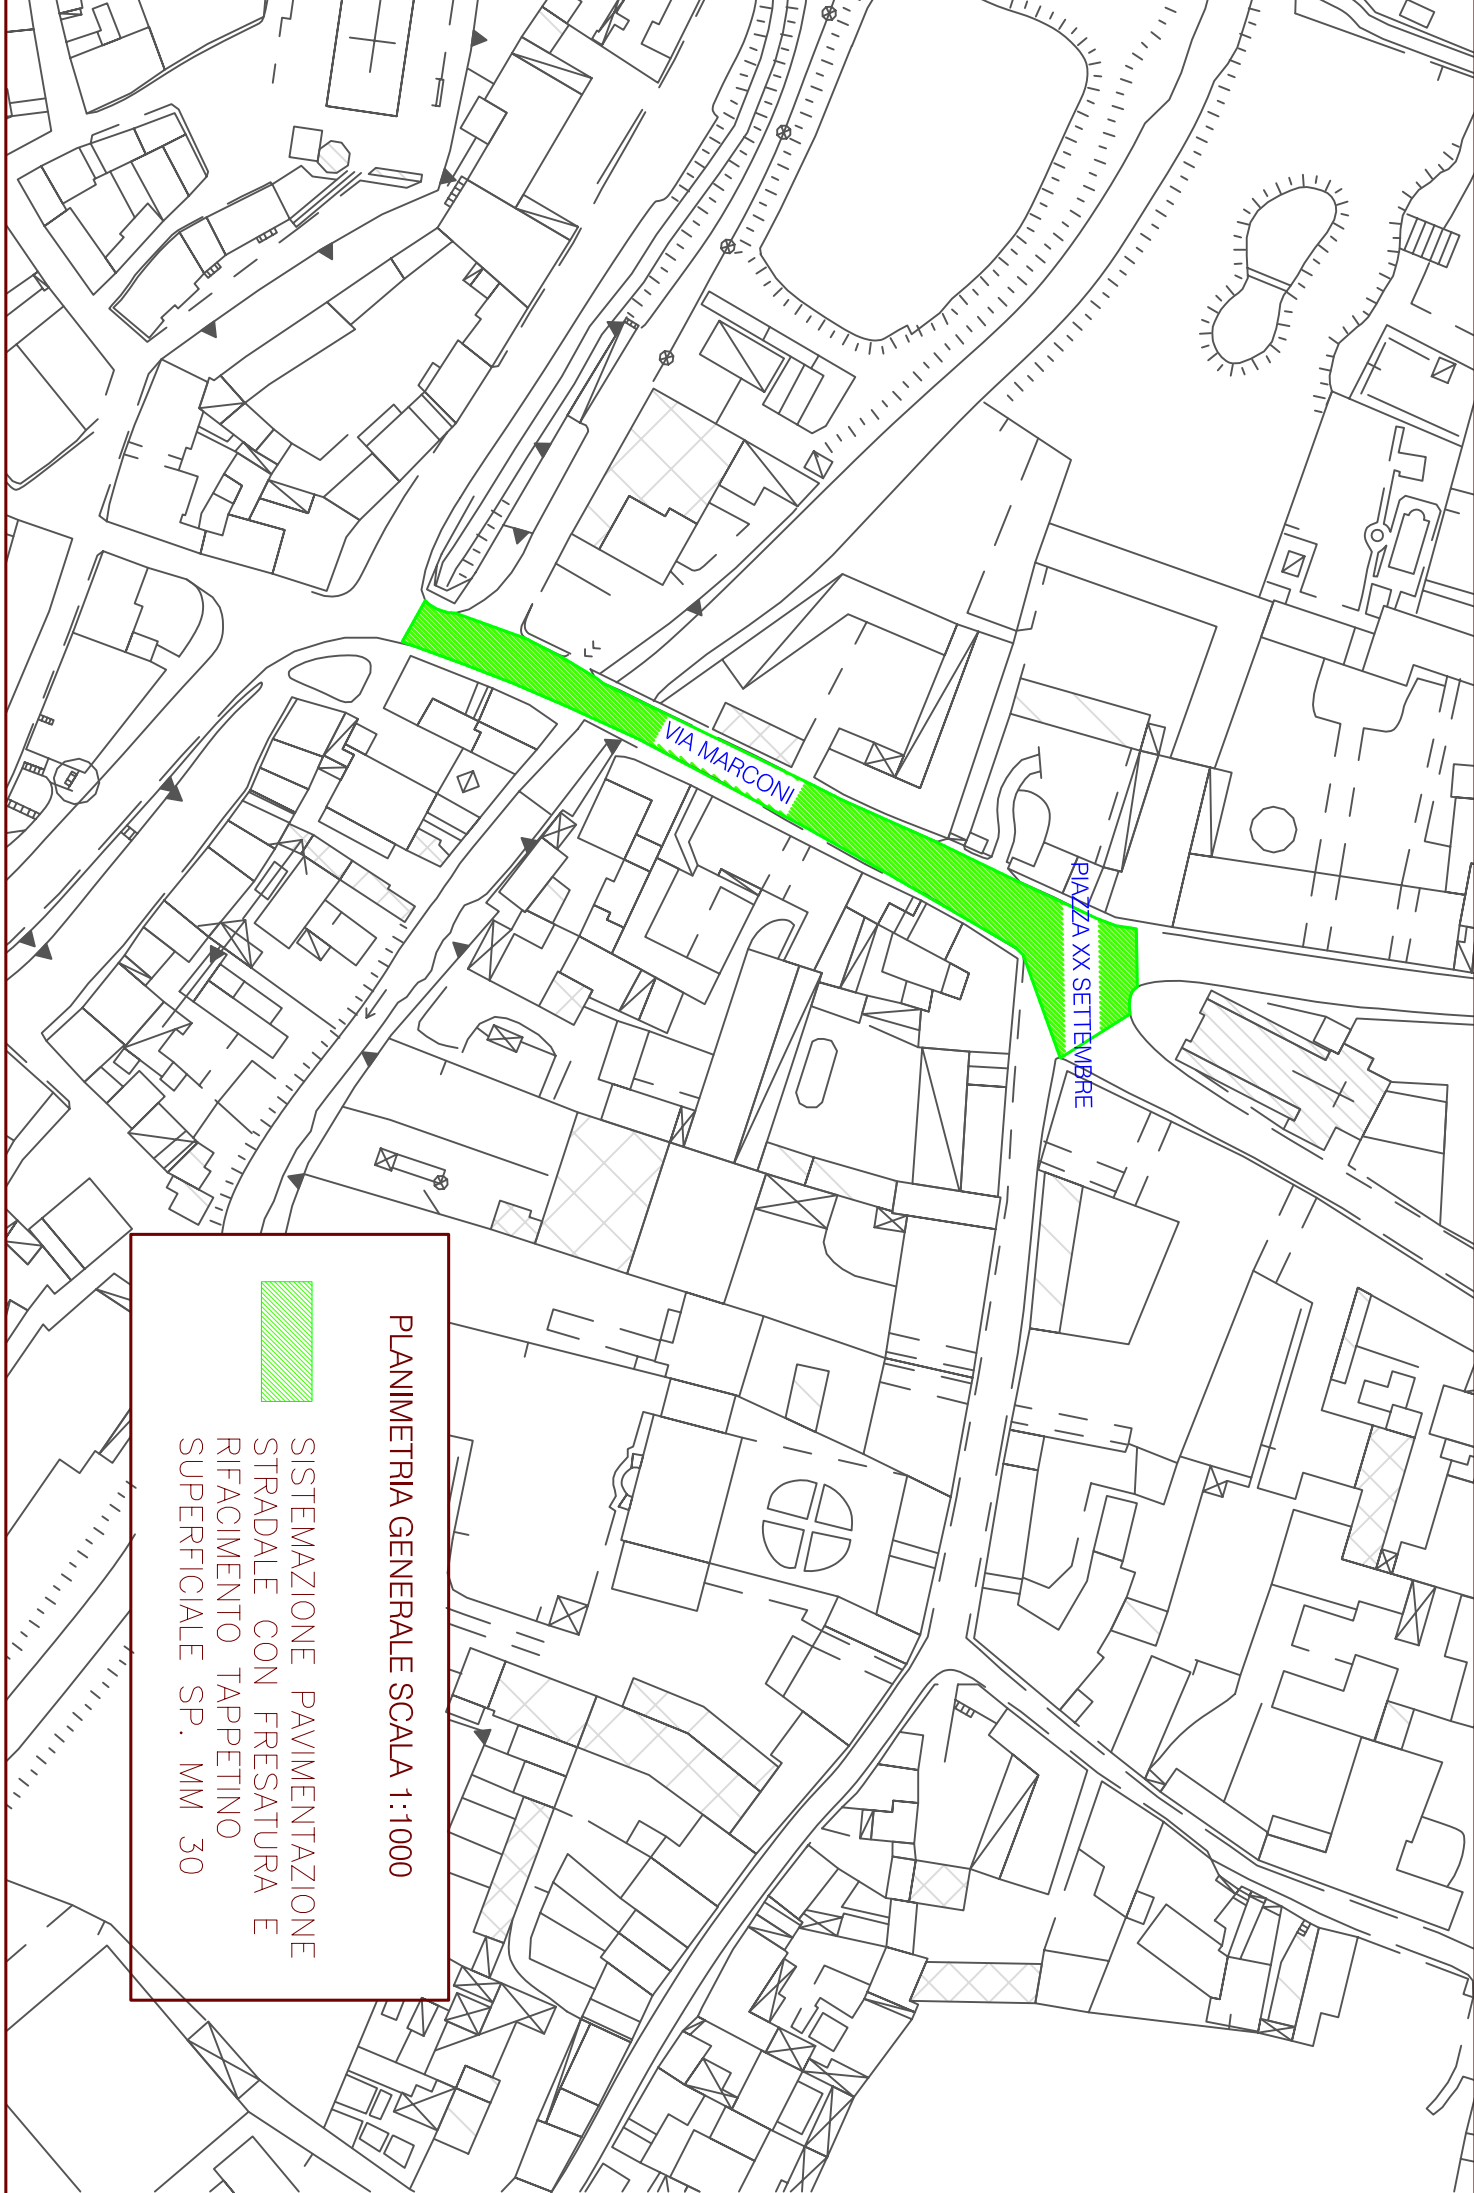 VIA MARCONI
PIAZZA XX SETTEMBRE
PLANIMETRIA GENERALE SCALA 1:1000
SISTEMAZIONE PAVIMENTAZIONE
STRADALE CON FRESATURA E
RIFACIMENTO TAPPETINO
SUPERFICIALE SP. MM 30